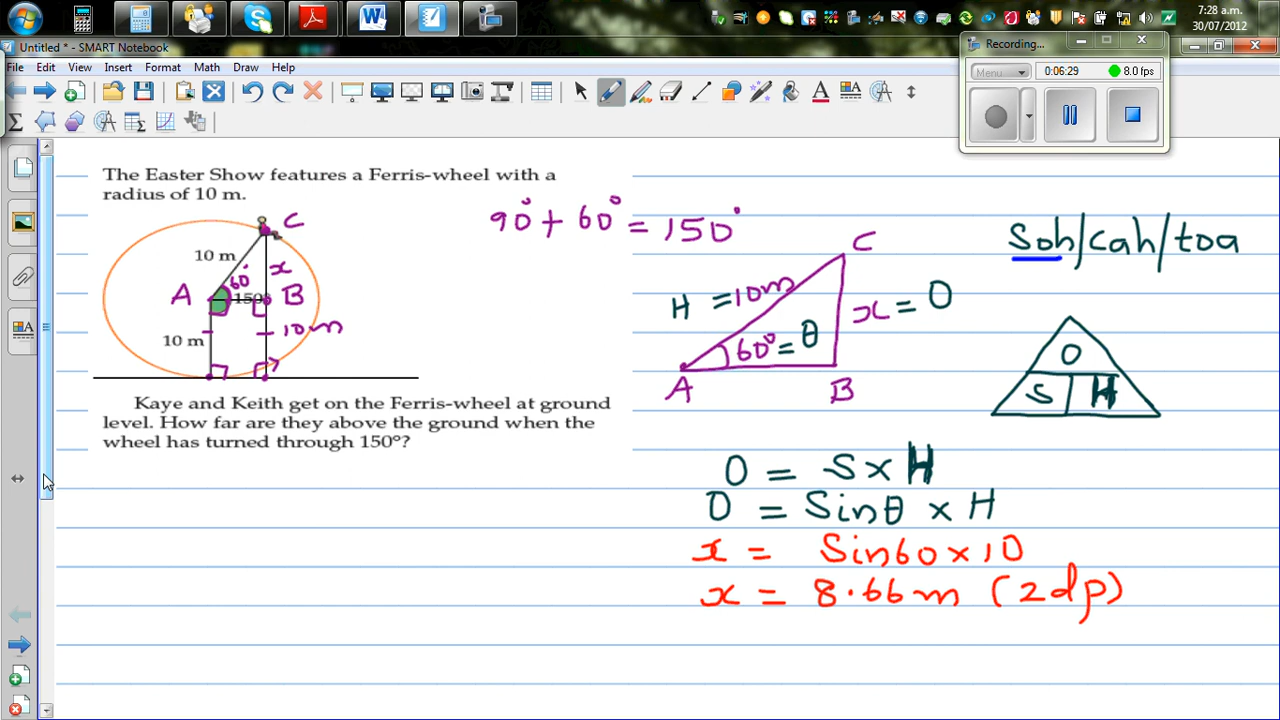 7:28 a.m.
30/07/2012
Untitled * - SMART Notebook
File Edit View Insert Format Math Draw Help
Recording...
Menu
0:06:29
8.0 fps
The Easter Show features a Ferris-wheel with a
radius of 10 m.
C
10 m
60°
x
A
150°
B
10 m
10m
Kaye and Keith get on the Ferris-wheel at ground
level. How far are they above the ground when the
wheel has turned through 150°?
90° + 60° = 150°
Soh/Cah/toa
C
H = 10m
x = O
60° = θ
A
B
O
S H
O = S x H
O = Sinθ x H
x = Sin60 x 10
x = 8.66m (2dp)